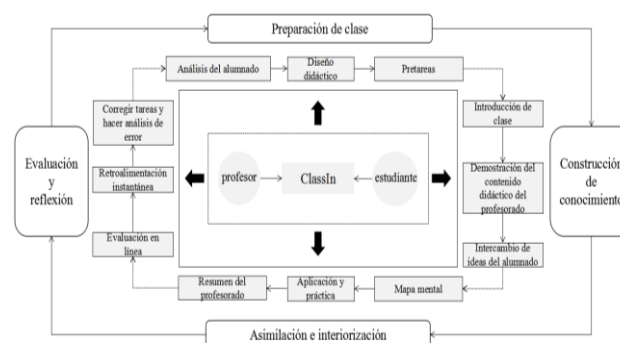 Preparación de clase
Análisis del alumnado
Diseño
didáctico
Pretareas
Corregir tareas y
hacer análisis de
error
Introducción de
clase
Evaluación
y
reflexión
Retroalimentación
instantánea
profesor
ClassIn
estudiante
Demostración del
contenido
didáctico del
profesorado
Construcción
de
conocimiento
Evaluación en
línea
Intercambio de
ideas del alumnado
Resumen del
profesorado
Aplicación y
práctica
Mapa mental
Asimilación e interiorización